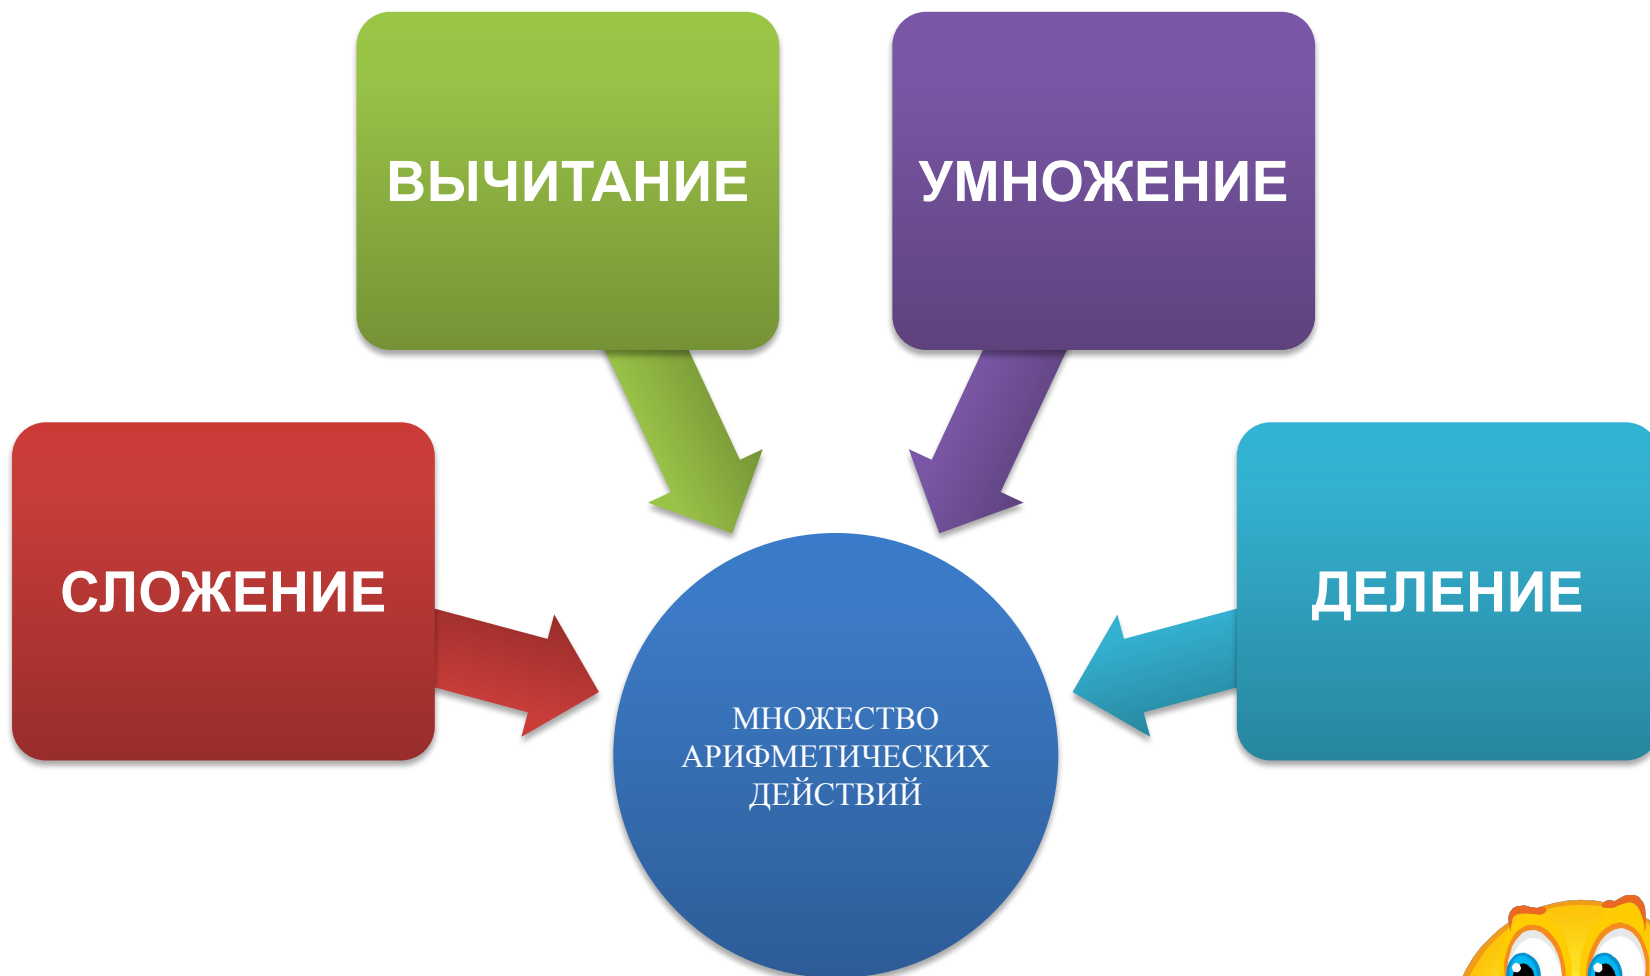 ВЫЧИТАНИЕ
УМНОЖЕНИЕ
СЛОЖЕНИЕ
ДЕЛЕНИЕ
МНОЖЕСТВО
АРИФМЕТИЧЕСКИХ
ДЕЙСТВИЙ